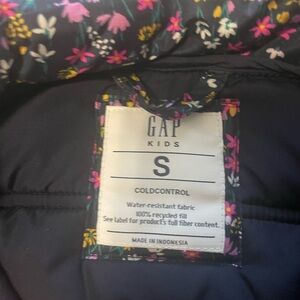 GAP
KIDS
S
COLDCONTROL
Water-resistant fabric
100% recycled fill
See label for product's full fiber content.
MADE IN INDONESIA